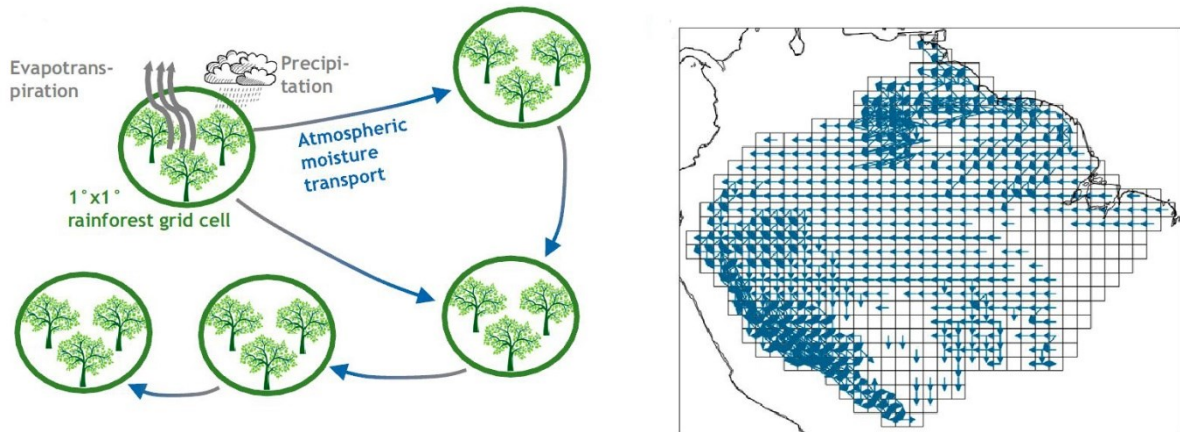 Evapotrans-
piration
Precipi-
tation
Atmospheric
moisture
transport
1°x1°
rainforest grid cell